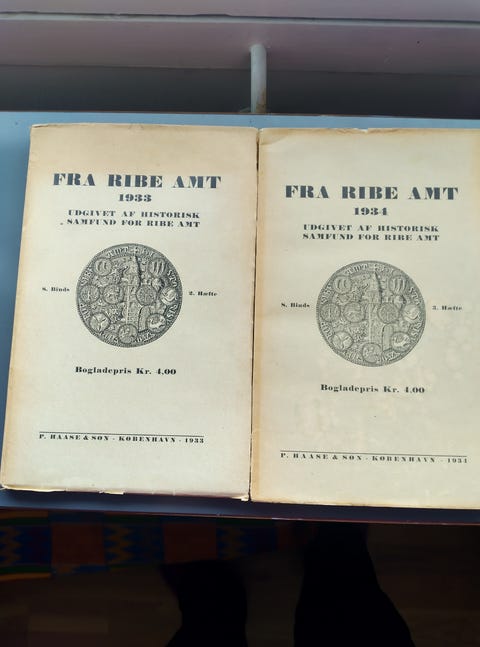 FRA RIBE AMT
1933
UDGIVET AF HISTORISK
SAMFUND FOR RIBE AMT
8. Binds
2. Hæfte
Bogladepris Kr. 4,00
P. HAASE & SØN · KØBENHAVN · 1933
FRA RIBE AMT
1934
UDGIVET AF HISTORISK
SAMFUND FOR RIBE AMT
8. Binds
3. Hæfte
Bogladepris Kr. 4,00
P. HAASE & SØN · KØBENHAVN · 1934